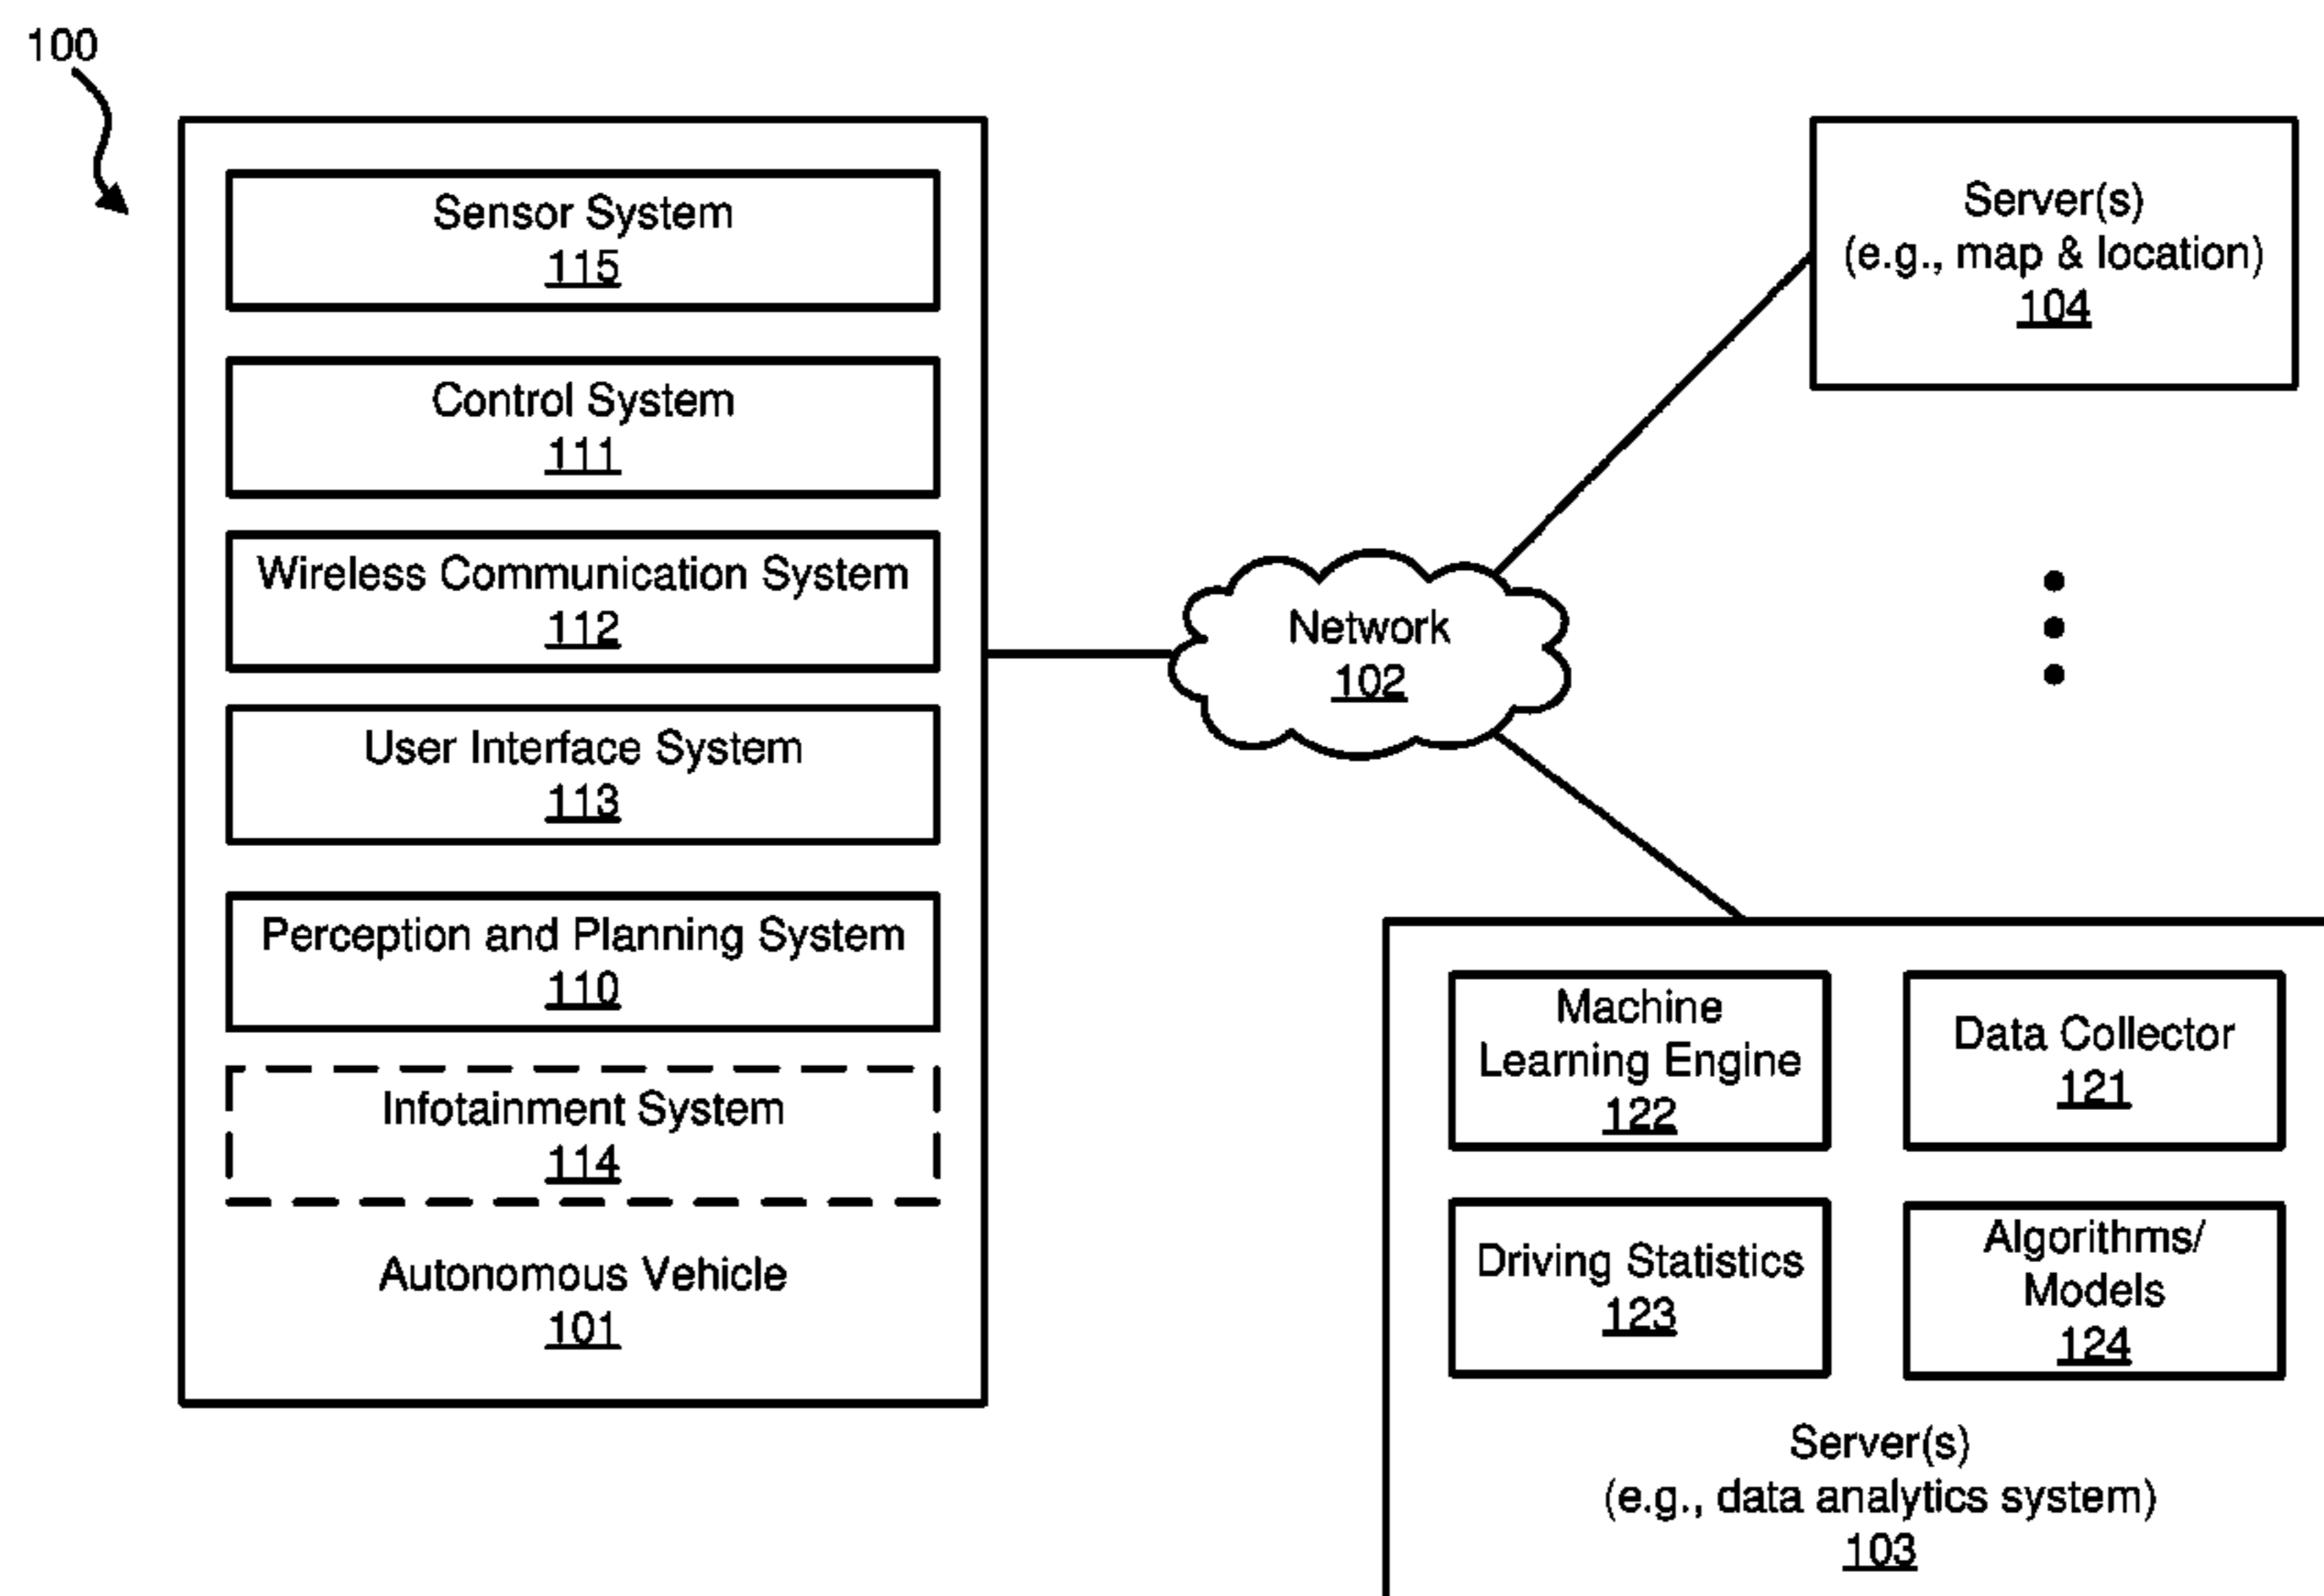 100
Sensor System
115
Control System
111
Wireless Communication System
112
User Interface System
113
Perception and Planning System
110
Infotainment System
114
Autonomous Vehicle
101
Network
102
Server(s)
(e.g., map & location)
104
Machine
Learning Engine
122
Data Collector
121
Driving Statistics
123
Algorithms/
Models
124
Server(s)
(e.g., data analytics system)
103